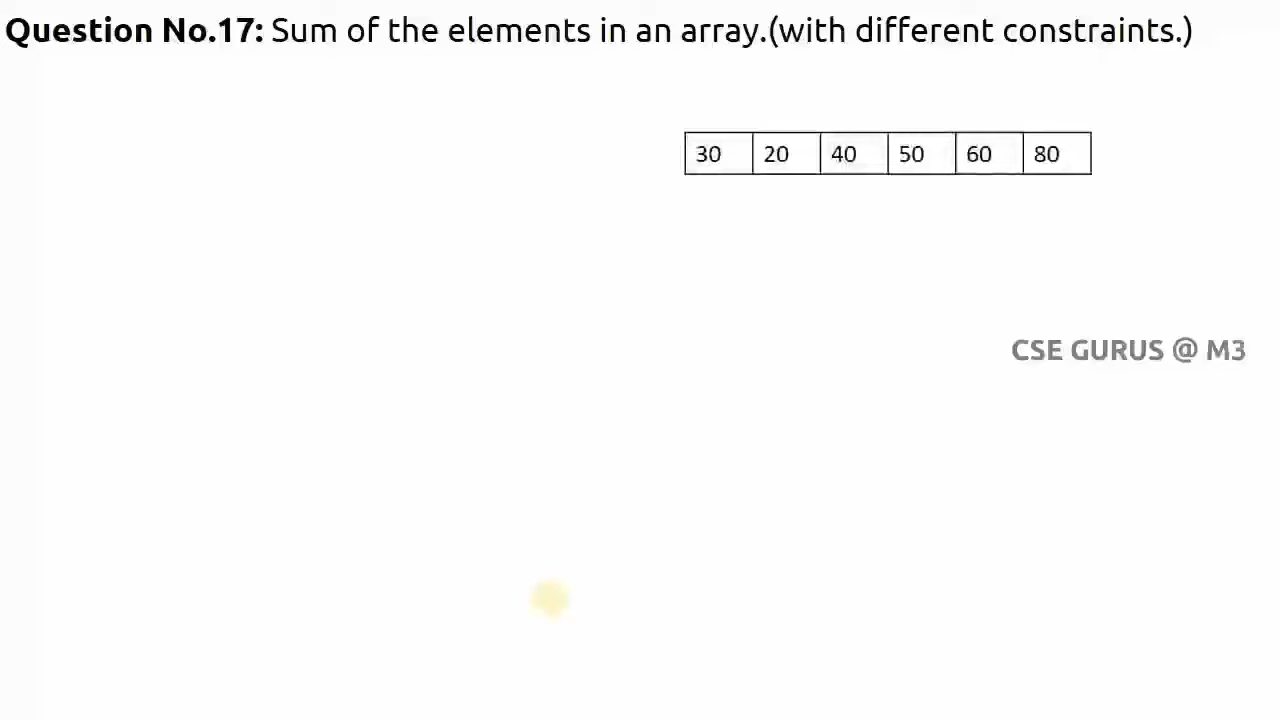 Question No.17: Sum of the elements in an array.(with different constraints.)
30 20 40 50 60 80
CSE GURUS @ M3